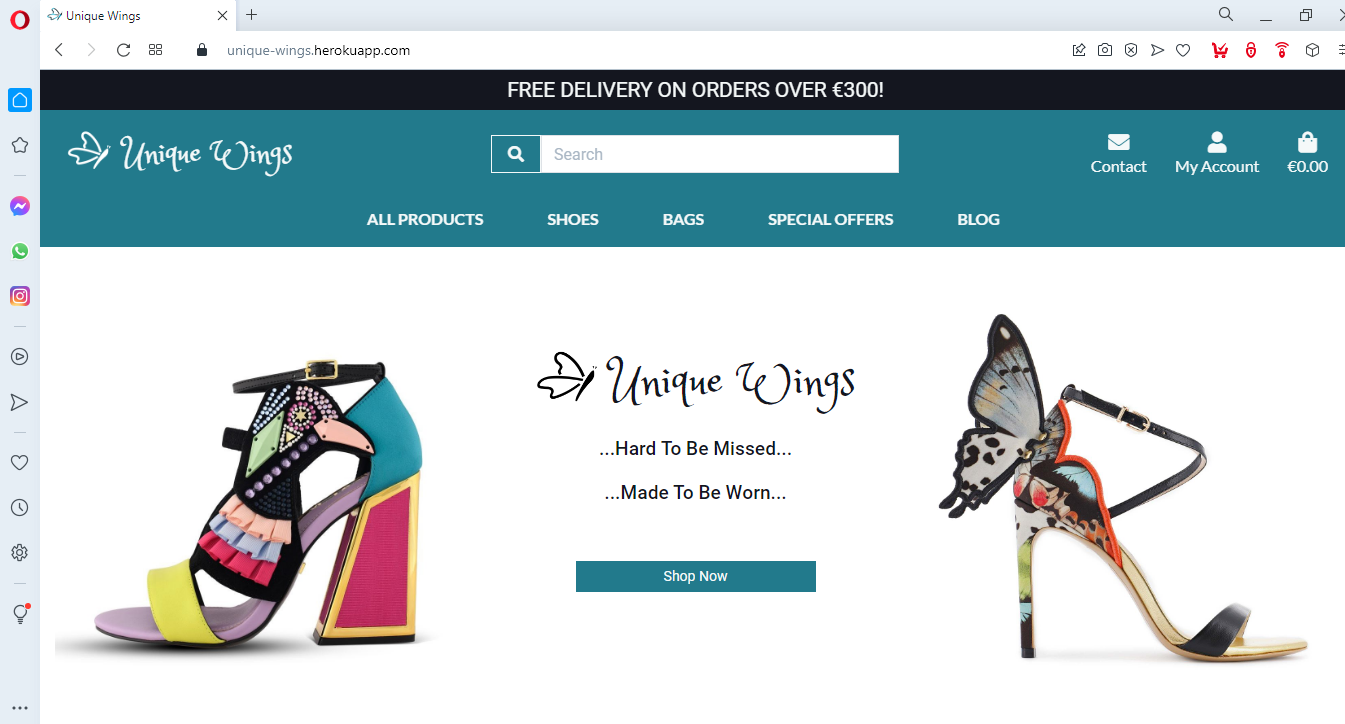 Unique Wings
unique-wings.herokuapp.com
FREE DELIVERY ON ORDERS OVER €300!
Unique Wings
Search
Contact
My Account
€0.00
ALL PRODUCTS SHOES BAGS SPECIAL OFFERS BLOG
Unique Wings
...Hard To Be Missed...
...Made To Be Worn...
Shop Now